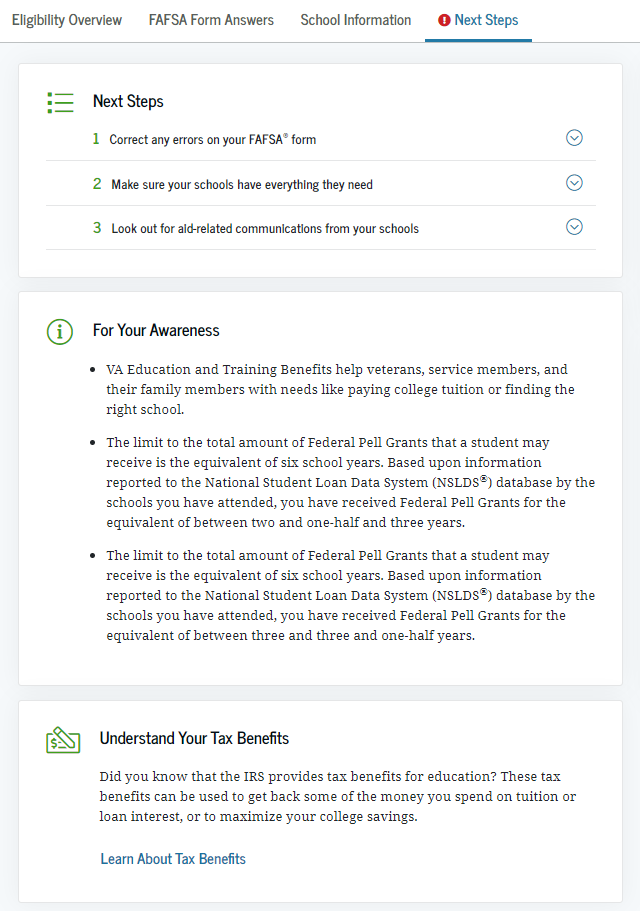 Eligibility Overview FAFSA Form Answers School Information Next Steps
Next Steps
1 Correct any errors on your FAFSA® form
2 Make sure your schools have everything they need
3 Look out for aid-related communications from your schools
For Your Awareness
• VA Education and Training Benefits help veterans, service members, and
their family members with needs like paying college tuition or finding the
right school.
• The limit to the total amount of Federal Pell Grants that a student may
receive is the equivalent of six school years. Based upon information
reported to the National Student Loan Data System (NSLDS®) database by the
schools you have attended, you have received Federal Pell Grants for the
equivalent of between two and one-half and three years.
• The limit to the total amount of Federal Pell Grants that a student may
receive is the equivalent of six school years. Based upon information
reported to the National Student Loan Data System (NSLDS®) database by the
schools you have attended, you have received Federal Pell Grants for the
equivalent of between three and three and one-half years.
Understand Your Tax Benefits
Did you know that the IRS provides tax benefits for education? These tax
benefits can be used to get back some of the money you spend on tuition or
loan interest, or to maximize your college savings.
Learn About Tax Benefits